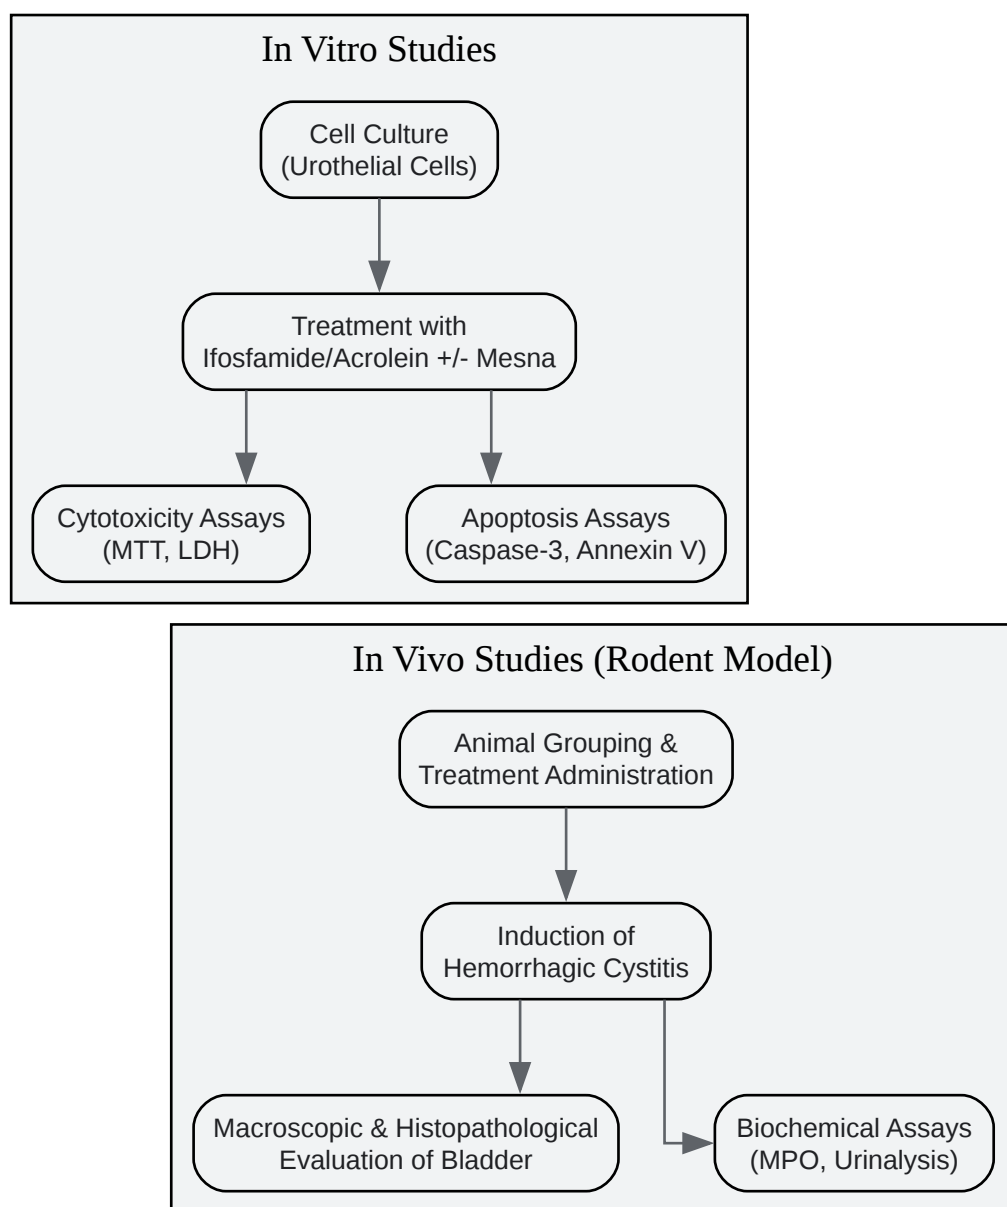 In Vitro Studies
Cell Culture
(Urothelial Cells)
Treatment with
Ifosfamide/Acrolein +/- Mesna
Cytotoxicity Assays
(MTT, LDH)
Apoptosis Assays
(Caspase-3, Annexin V)
In Vivo Studies (Rodent Model)
Animal Grouping &
Treatment Administration
Induction of
Hemorrhagic Cystitis
Macroscopic & Histopathological
Evaluation of Bladder
Biochemical Assays
(MPO, Urinalysis)